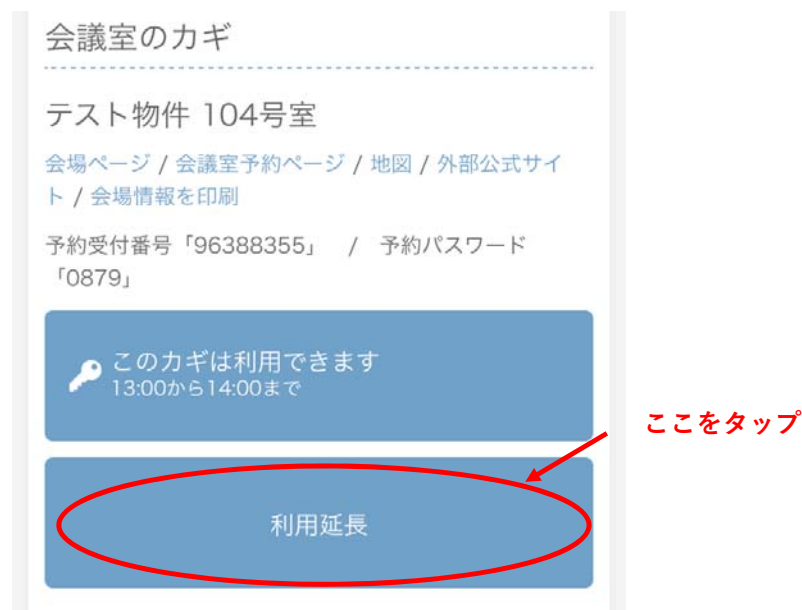 会議室のカギ
テスト物件 104号室
会場ページ / 会議室予約ページ / 地図 / 外部公式サイ
ト / 会場情報を印刷
予約受付番号「96388355」 / 予約パスワード
「0879」
このカギは利用できます
13:00から14:00まで
ここをタップ
利用延長